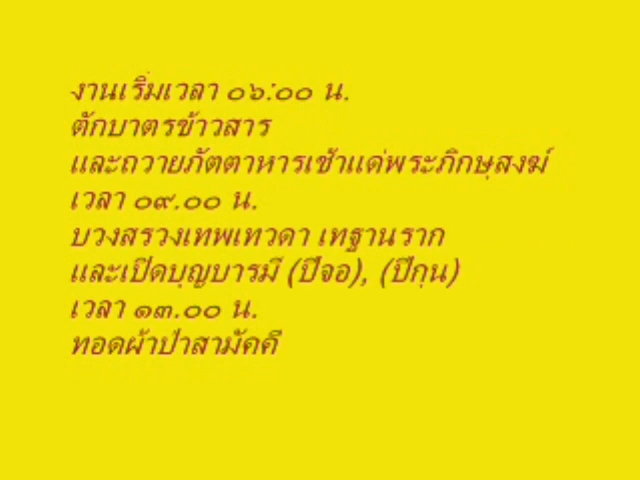 งานเริ่มเวลา ๐๖:๐๐ น.
ตักบาตรข้าวสาร
และถวายภัตตาหารเช้าแด่พระภิกษุสงฆ์
เวลา ๐๙.๐๐ น.
บวงสรวงเทพเทวดา เทฐานราก
และเปิดบุญบารมี (ปีจอ), (ปีกุน)
เวลา ๑๓.๐๐ น.
ทอดผ้าป่าสามัคคี